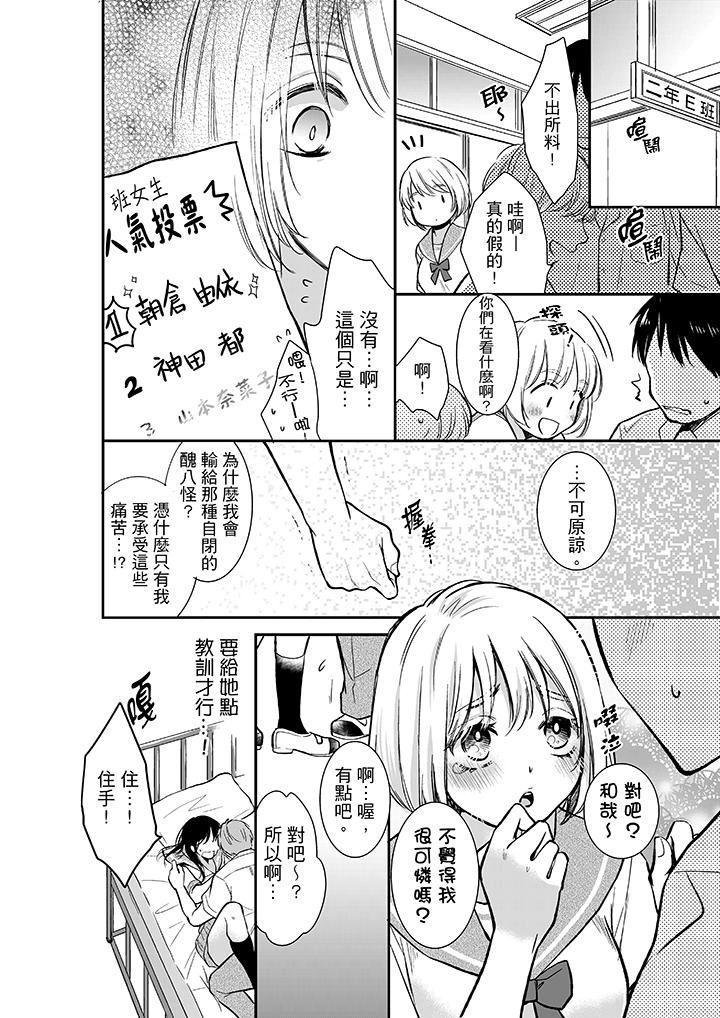 二年E班
喧鬧
喧鬧
不出所料！
耶～
哇啊—
真的假的！
探頭！
你們在看什麼啊？
啊！
班女生
人氣投票
1 朝倉 由依
2 神田 都
3 山本奈菜子
沒有…啊…
這個只是…
喂！
不行—啦！
…不可原諒。
握拳…
為什麼我會
輸給那種自閉的
醜八怪？
憑什麼只有我
要承受這些
痛苦…!?
啜泣
對吧？
和哉～
不覺得我
很可憐嗎？
啊…喔，
有點吧。
對吧～？
所以啊…
要給她點
教訓才行…！
嘎
住…！
住手！